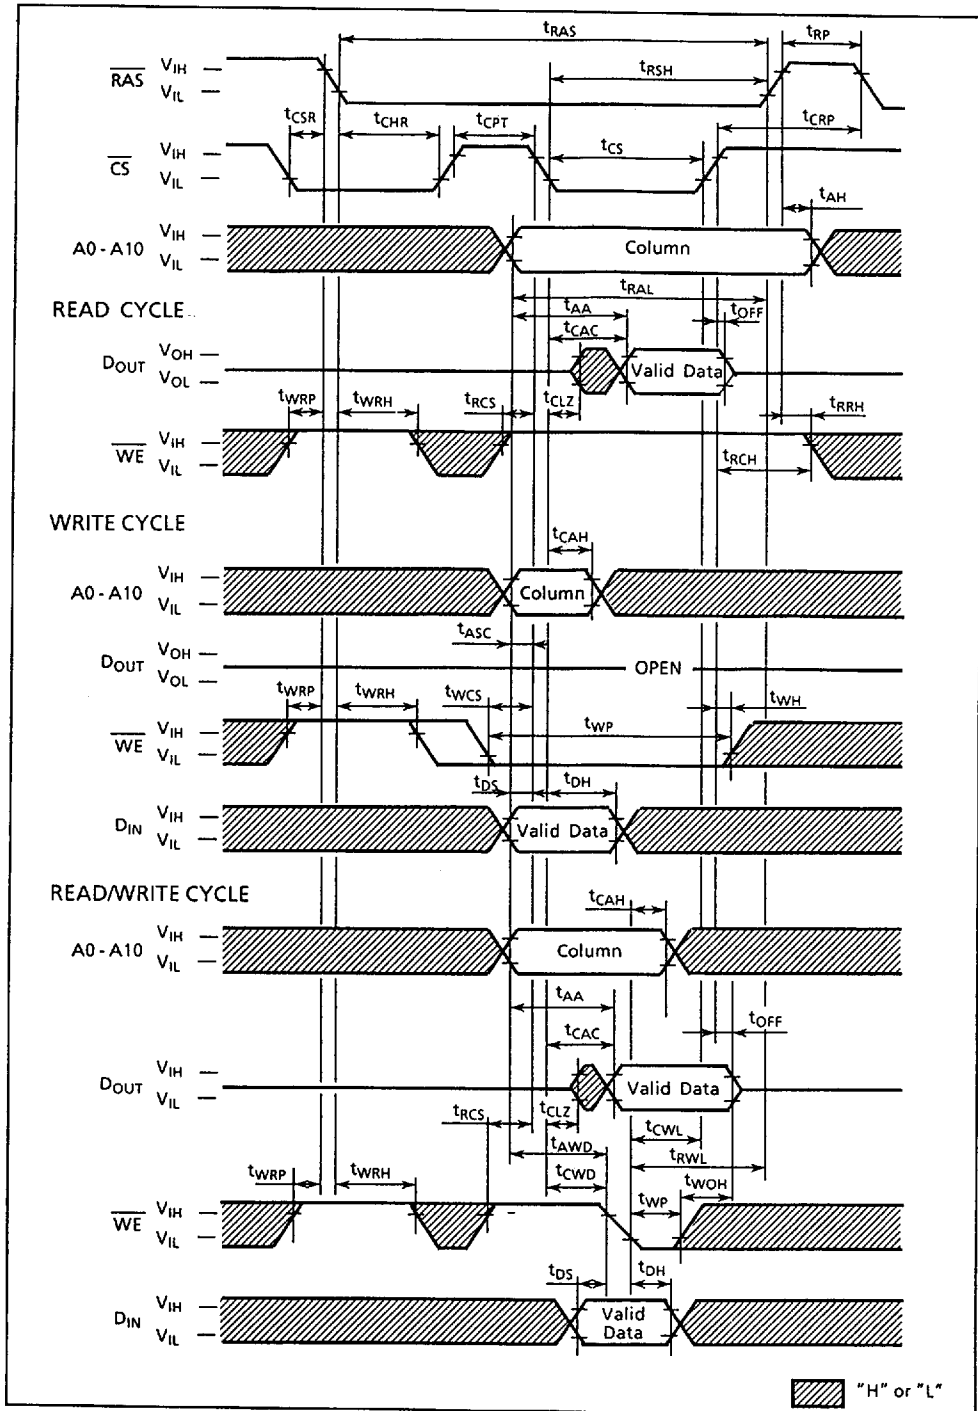 tRAS
tRP
RAS VIH VIL
tRSH
tCSR tCHR tCPT tCRP
CS VIH VIL
tCS
tAH
A0 - A10 VIH VIL
Column
tRAL
READ CYCLE
tAA tOFF
tCAC
DOUT VOH VOL
Valid Data
tWRP tWRH tRCS tCLZ tRRH
WE VIH VIL
tRCH
WRITE CYCLE
tCAH
A0 - A10 VIH VIL
Column
tASC
DOUT VOH VOL
OPEN
tWRP tWRH tWCS tWH
WE VIH VIL
tWP
tDS tDH
DIN VIH VIL
Valid Data
READ/WRITE CYCLE
tCAH
A0 - A10 VIH VIL
Column
tAA
tOFF
tCAC
DOUT VIH VIL
Valid Data
tRCS tCLZ tCWL
tAWD tRWL
tWRP tWRH tCWD tWP tWOH
WE VIH VIL
tDS tDH
DIN VIH VIL
Valid
Data
"H" or "L"